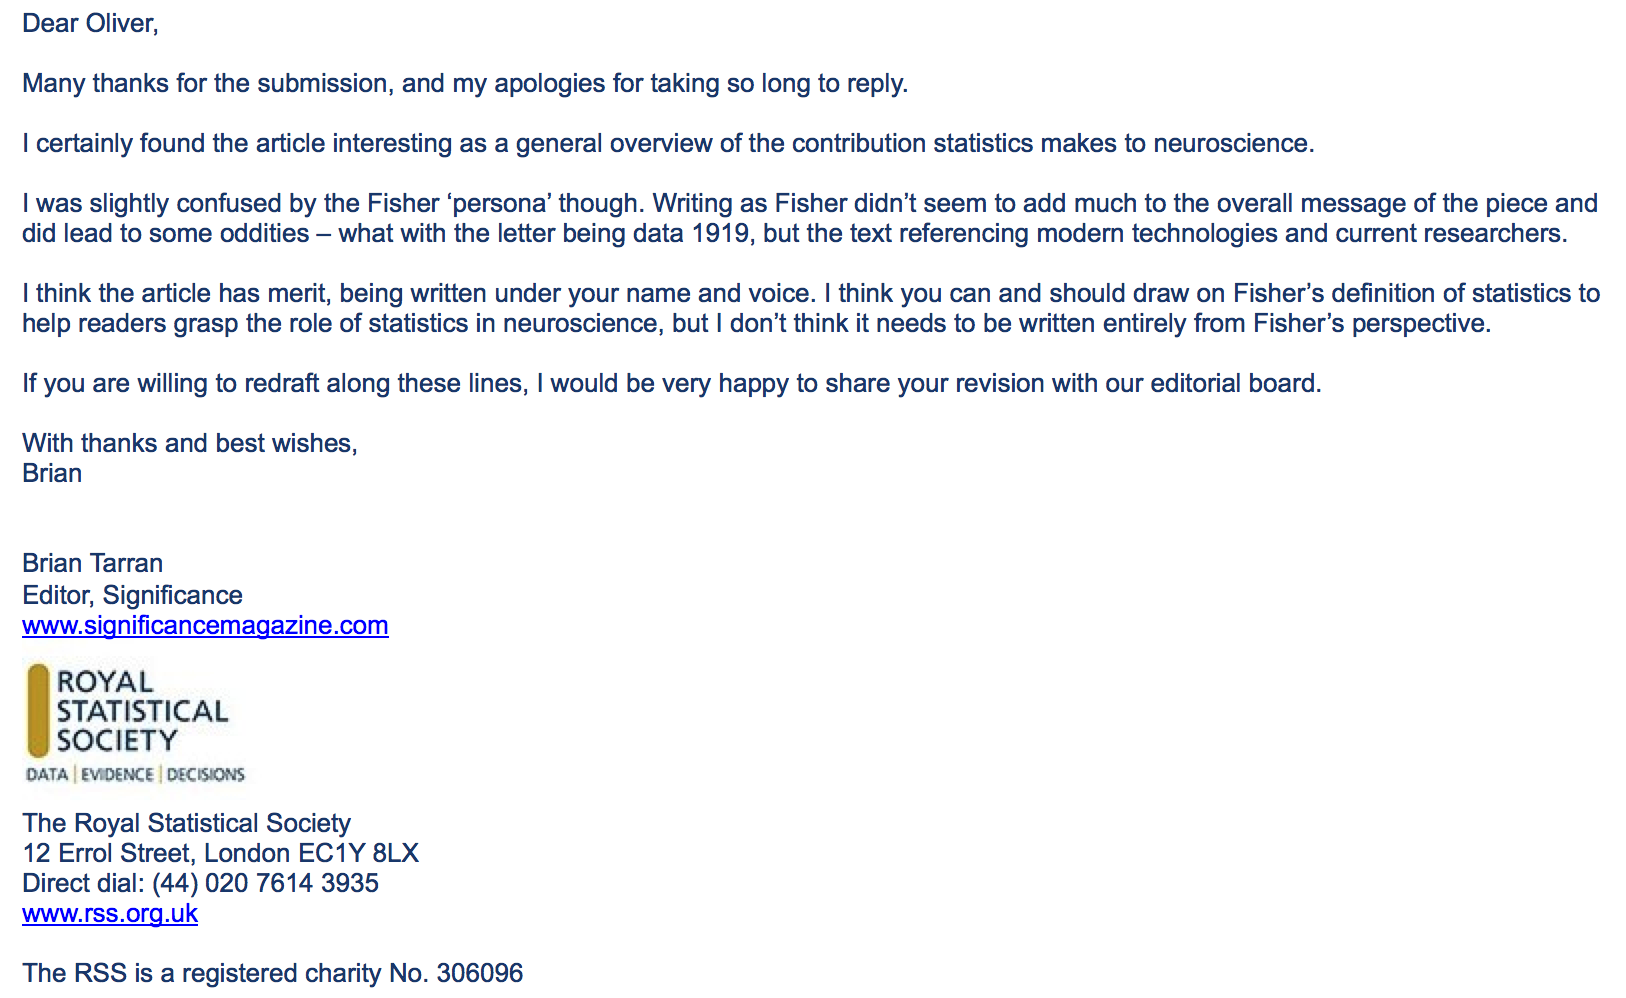 Dear Oliver,
Many thanks for the submission, and my apologies for taking so long to reply.
I certainly found the article interesting as a general overview of the contribution statistics makes to neuroscience.
I was slightly confused by the Fisher ‘persona’ though. Writing as Fisher didn’t seem to add much to the overall message of the piece and
did lead to some oddities – what with the letter being data 1919, but the text referencing modern technologies and current researchers.
I think the article has merit, being written under your name and voice. I think you can and should draw on Fisher’s definition of statistics to
help readers grasp the role of statistics in neuroscience, but I don’t think it needs to be written entirely from Fisher’s perspective.
If you are willing to redraft along these lines, I would be very happy to share your revision with our editorial board.
With thanks and best wishes,
Brian
Brian Tarran
Editor, Significance
www.significancemagazine.com
ROYAL
STATISTICAL
SOCIETY
DATA | EVIDENCE | DECISIONS
The Royal Statistical Society
12 Errol Street, London EC1Y 8LX
Direct dial: (44) 020 7614 3935
www.rss.org.uk
The RSS is a registered charity No. 306096